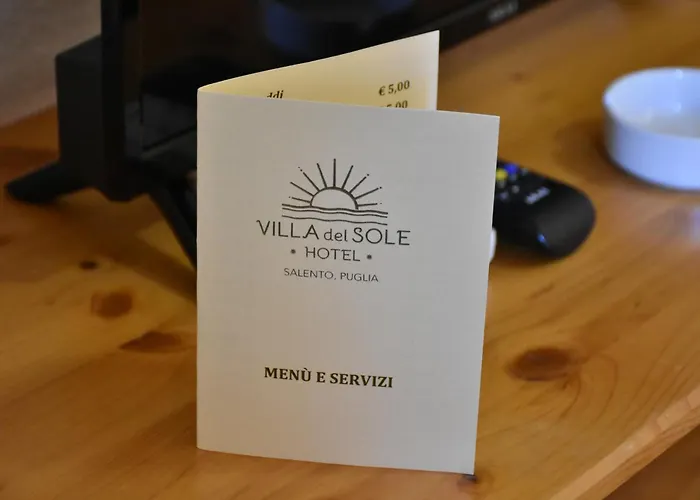 € 5,00
VILLA del SOLE
• HOTEL •
SALENTO, PUGLIA
MENÙ E SERVIZI